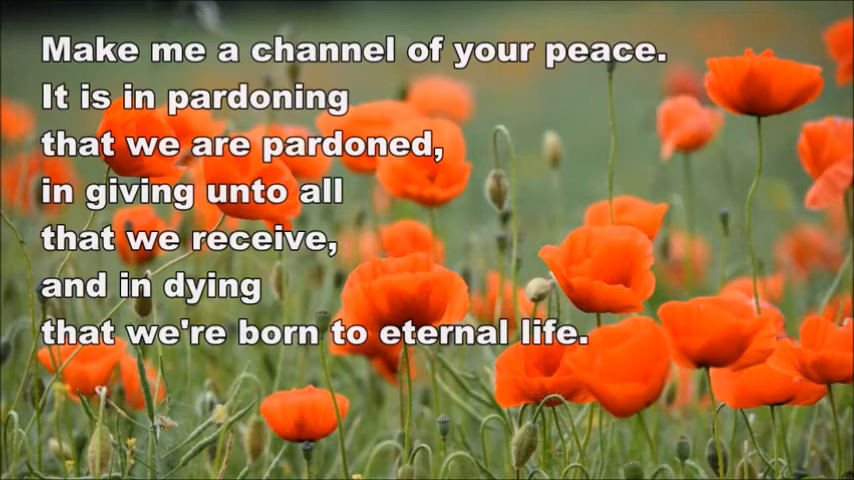 Make me a channel of your peace.
It is in pardoning
that we are pardoned,
in giving unto all
that we receive,
and in dying
that we're born to eternal life.